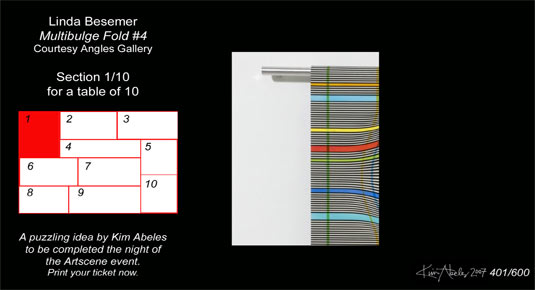 Linda Besemer
Multibulge Fold #4
Courtesy Angles Gallery
Section 1/10
for a table of 10
1
2
3
4
5
6
7
8
9
10
A puzzling idea by Kim Abeles
to be completed the night of
the Artscene event.
Print your ticket now.
Kim Abeles 2007 401/600